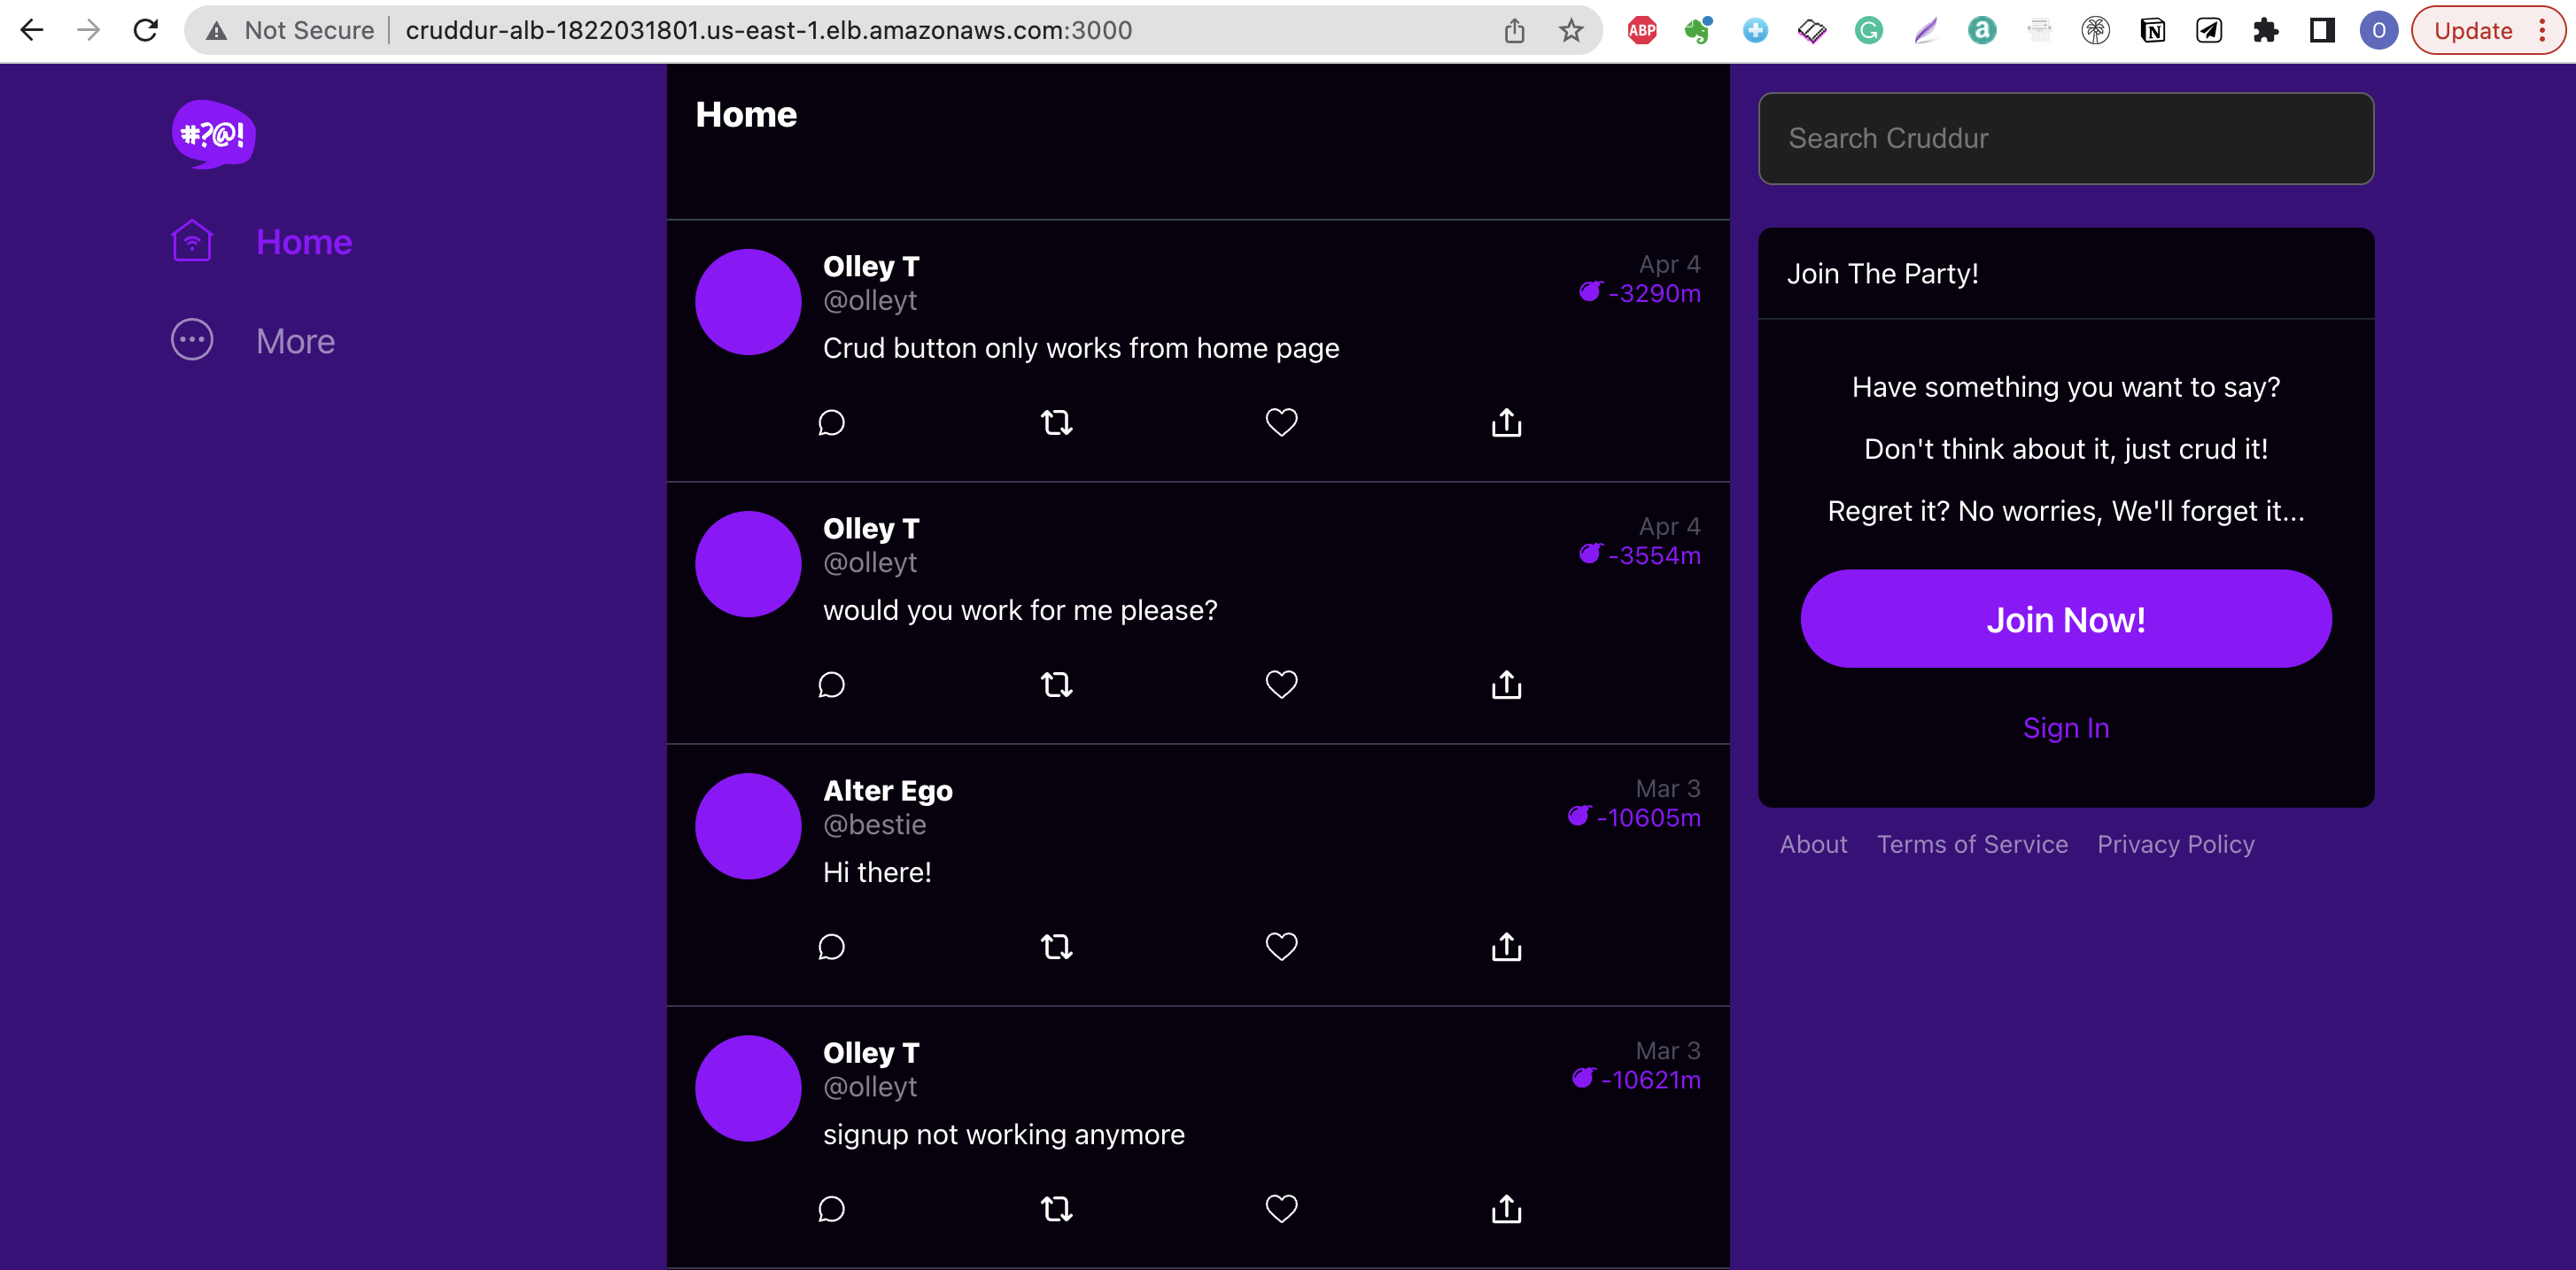 Not Secure
cruddur-alb-1822031801.us-east-1.elb.amazonaws.com:3000
ABP
G
a
N
O
Update
#?@!
Home
More
Home
Olley T
Apr 4
@olleyt
-3290m
Crud button only works from home page
Olley T
Apr 4
@olleyt
-3554m
would you work for me please?
Alter Ego
Mar 3
@bestie
-10605m
Hi there!
Olley T
Mar 3
@olleyt
-10621m
signup not working anymore
Search Cruddur
Join The Party!
Have something you want to say?
Don't think about it, just crud it!
Regret it? No worries, We'll forget it...
Join Now!
Sign In
About Terms of Service Privacy Policy